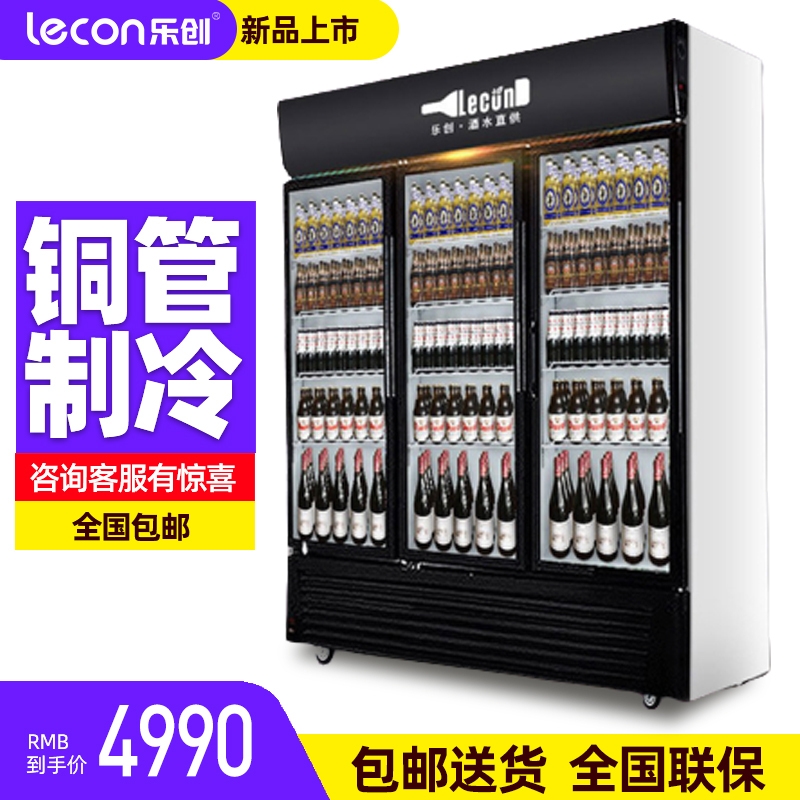 lecon乐创® 新品上市
Lecon
乐创·酒水直供
铜管
制冷
咨询客服有惊喜
全国包邮
RMB
到手价 4990
包邮送货 全国联保